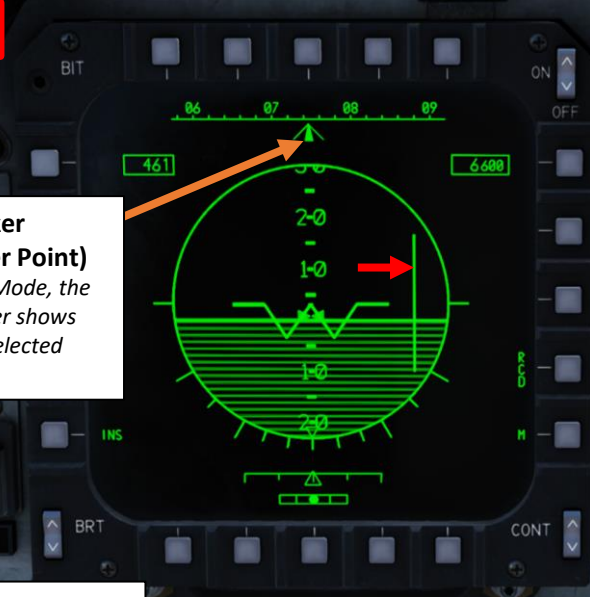 BIT
ON
OFF
06 07 08 09
461
6600
2-0
1-0
1-0
2-0
ker
r Point)
Mode, the
er shows
elected
R
C
D
INS
M
BRT
CONT